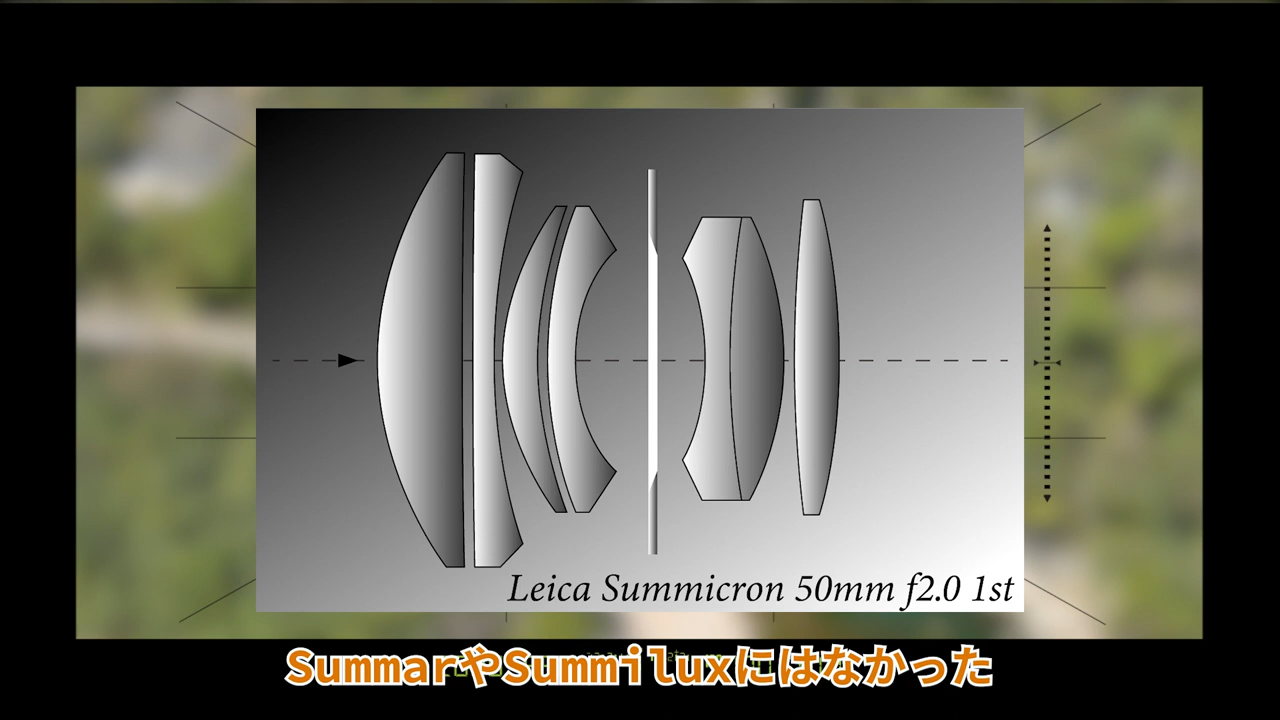 Leica Summicron 50mm f2.0 1st
SummarやSummiluxにはなかった